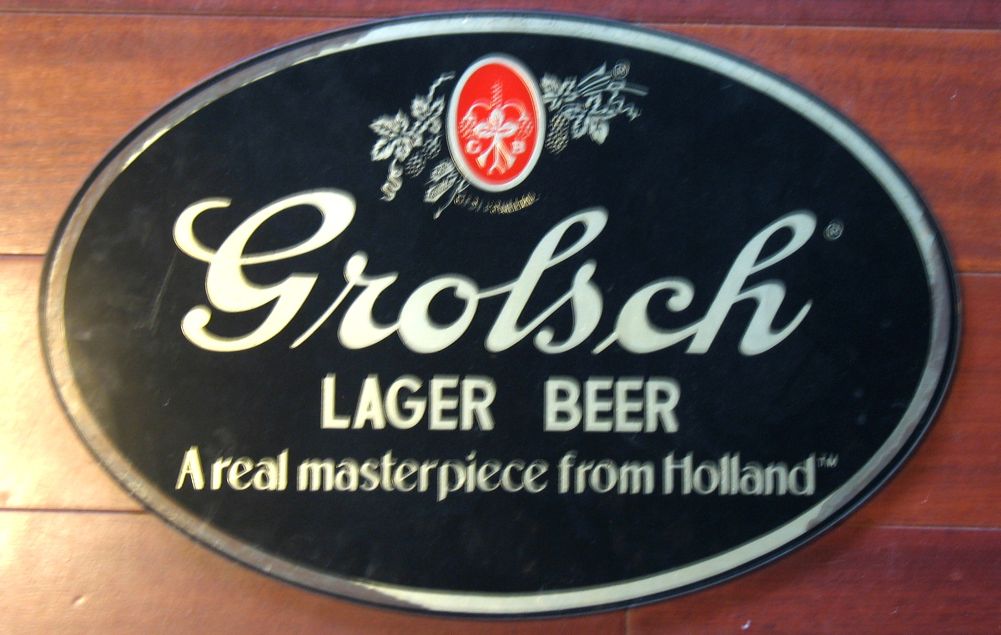 G B
Grolsch®
LAGER BEER
A real masterpiece from Holland™